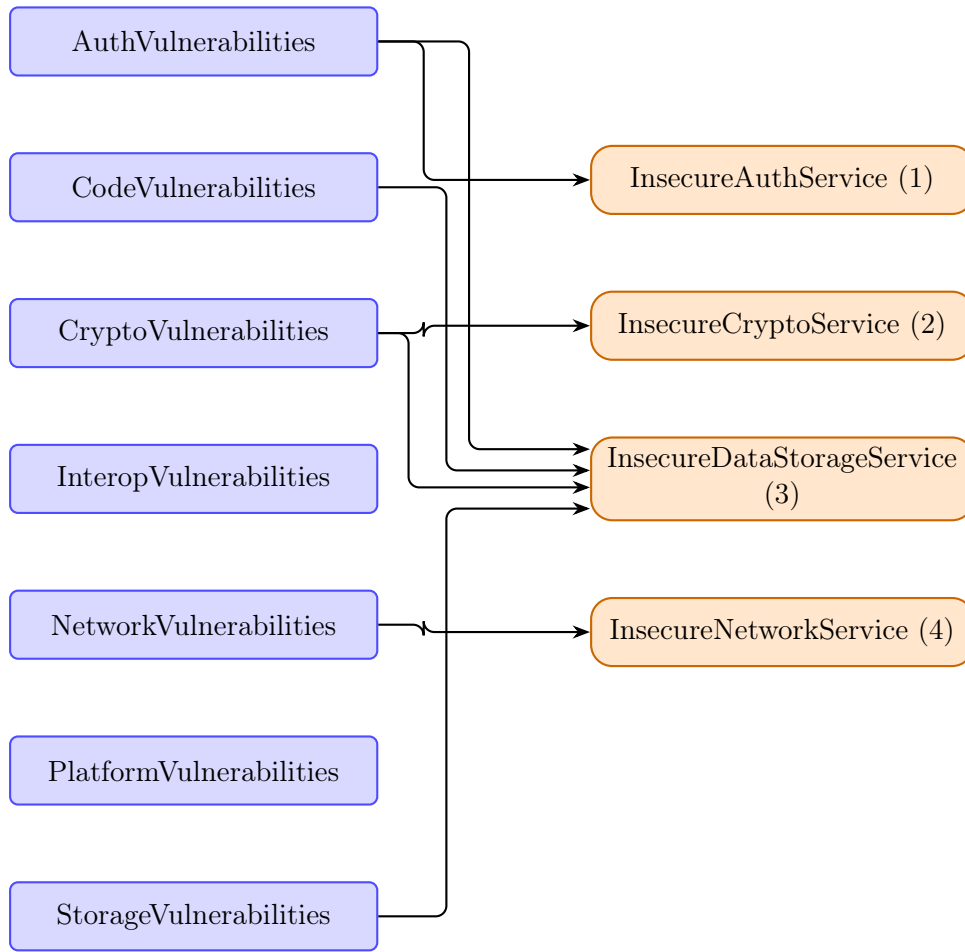 AuthVulnerabilities
CodeVulnerabilities
CryptoVulnerabilities
InteropVulnerabilities
NetworkVulnerabilities
PlatformVulnerabilities
StorageVulnerabilities
InsecureAuthService (1)
InsecureCryptoService (2)
InsecureDataStorageService
(3)
InsecureNetworkService (4)